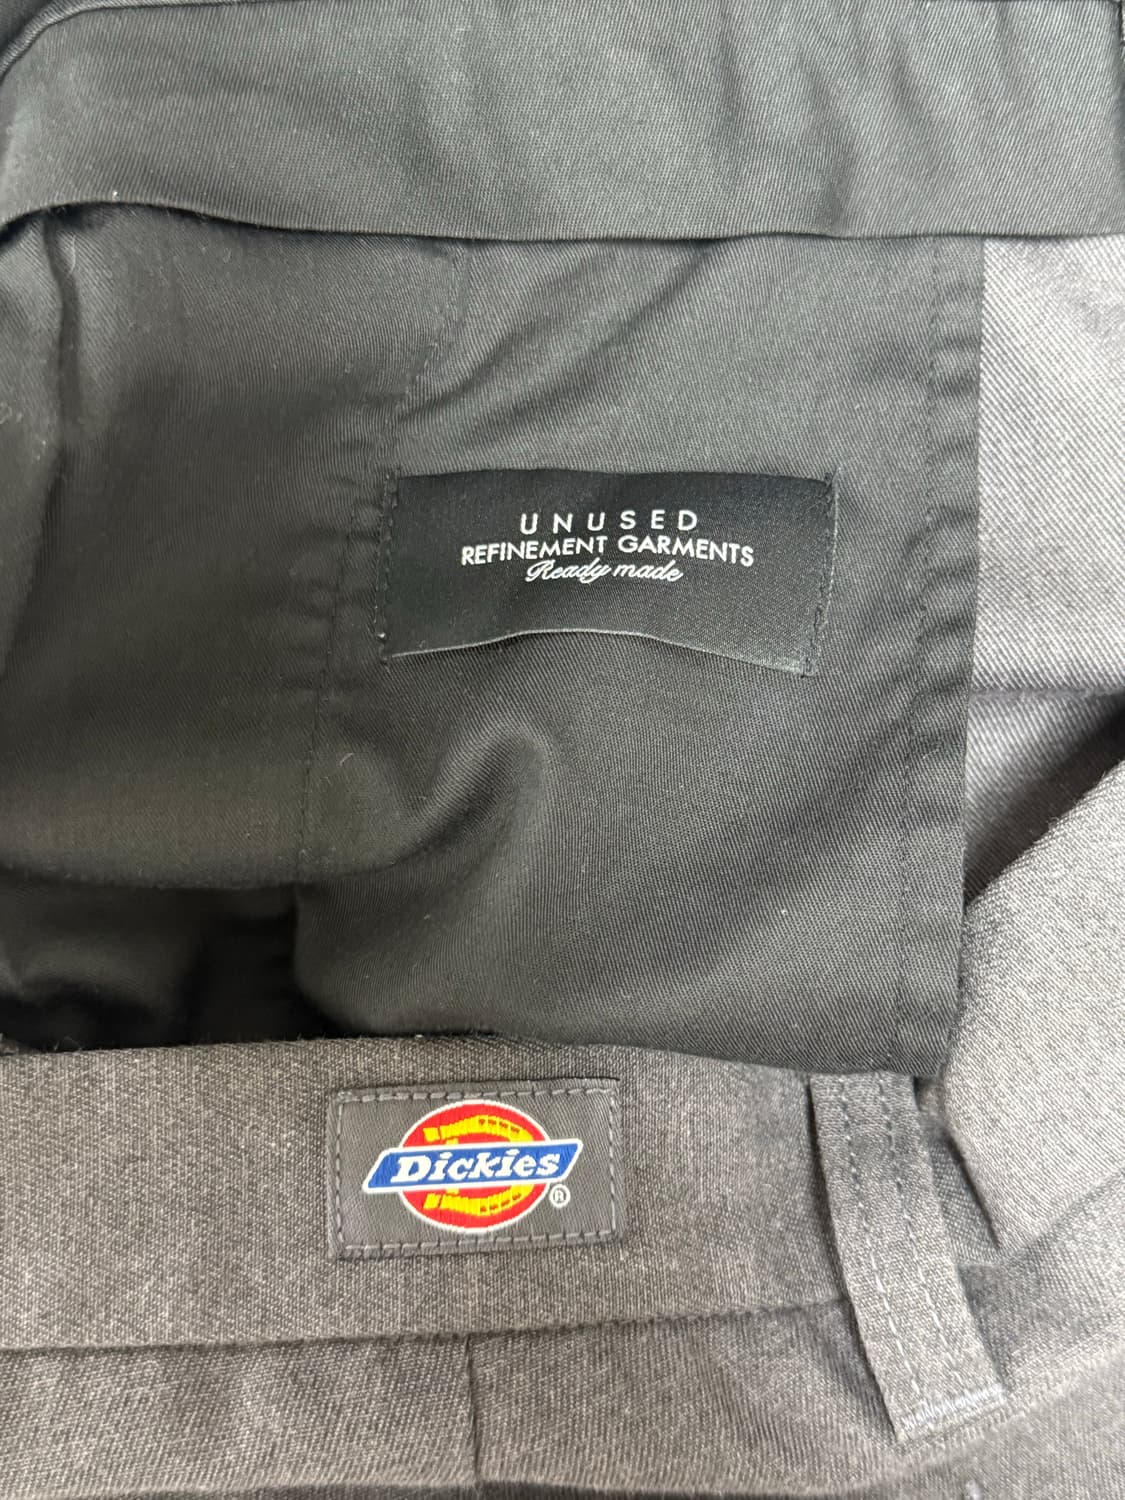 UNUSED
REFINEMENT GARMENTS
Ready made
Dickies
®